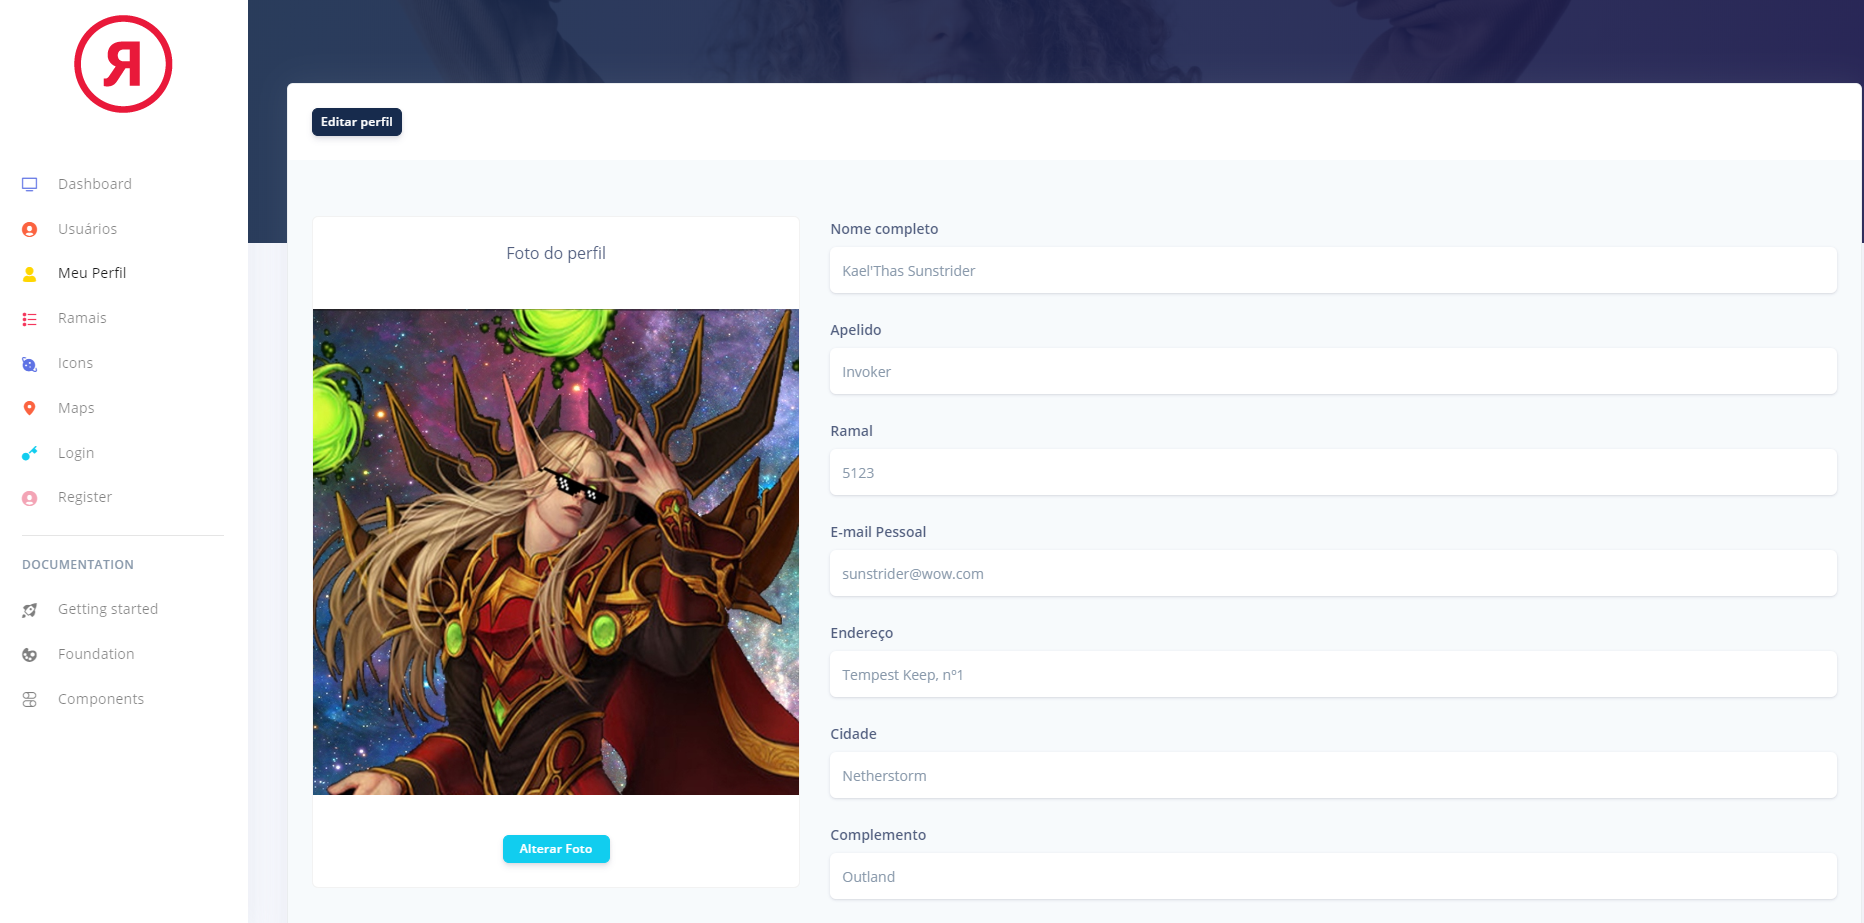 Я
Dashboard
Usuários
Meu Perfil
Ramais
Icons
Maps
Login
Register
DOCUMENTATION
Getting started
Foundation
Components
Editar perfil
Foto do perfil
Alterar Foto
Nome completo
Kael'Thas Sunstrider
Apelido
Invoker
Ramal
5123
E-mail Pessoal
sunstrider@wow.com
Endereço
Tempest Keep, nº1
Cidade
Netherstorm
Complemento
Outland